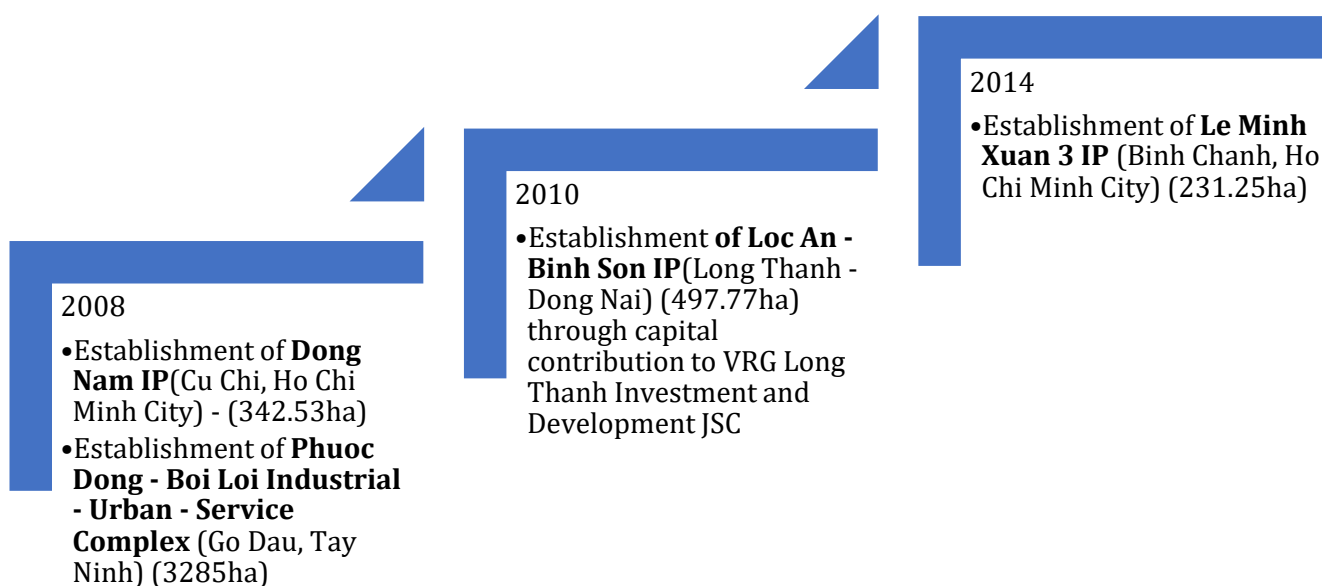 2008
•Establishment of Dong
Nam IP(Cu Chi, Ho Chi
Minh City) - (342.53ha)
•Establishment of Phuoc
Dong - Boi Loi Industrial
- Urban - Service
Complex (Go Dau, Tay
Ninh) (3285ha)
2010
•Establishment of Loc An -
Binh Son IP(Long Thanh -
Dong Nai) (497.77ha)
through capital
contribution to VRG Long
Thanh Investment and
Development JSC
2014
•Establishment of Le Minh
Xuan 3 IP (Binh Chanh, Ho
Chi Minh City) (231.25ha)